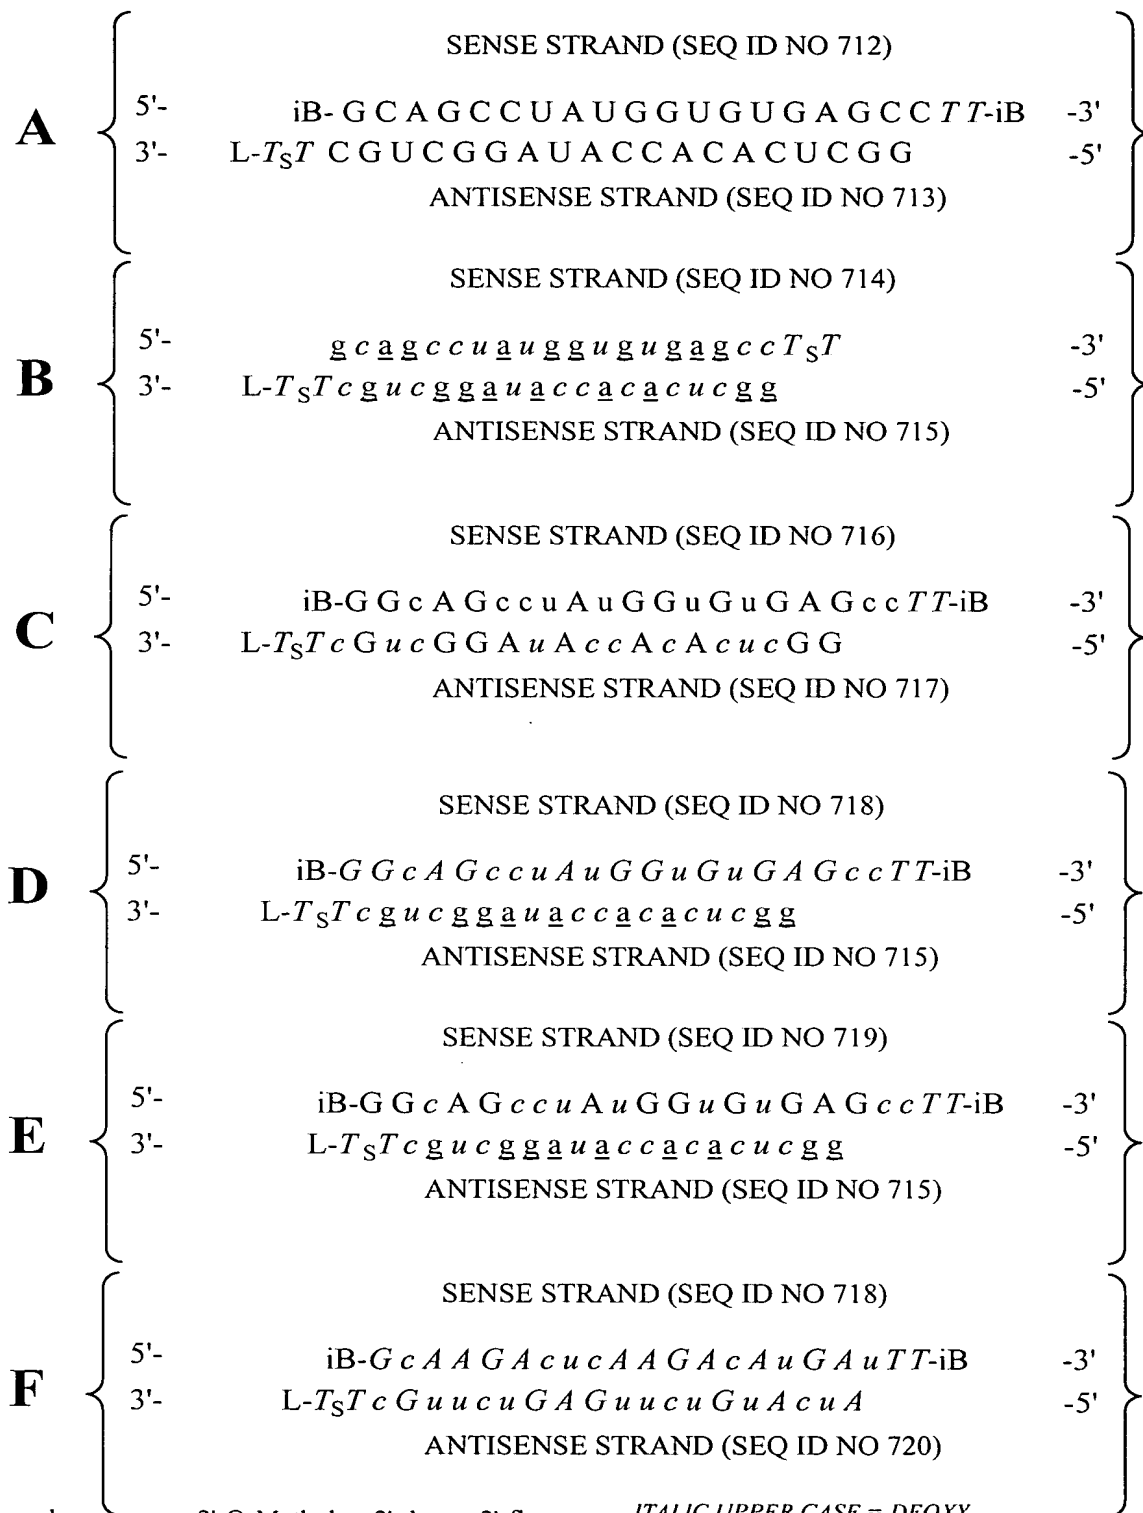 SENSE STRAND (SEQ ID NO 712)
A
5'- iB- G C A G C C U A U G G U G U G A G C C T T-iB -3'
3'- L-TST C G U C G G A U A C C A C A C U C G G -5'
ANTISENSE STRAND (SEQ ID NO 713)
SENSE STRAND (SEQ ID NO 714)
B
5'- g c a g c c u a u g g u g u g a g c c T S T -3'
3'- L-T S T c g u c g g a u a c c a c a c u c g g -5'
ANTISENSE STRAND (SEQ ID NO 715)
SENSE STRAND (SEQ ID NO 716)
C
5'- iB-G G c A G c c u A u G G u G u G A G c c T T-iB -3'
3'- L-TST c G u c G G A u A c c A c A c u c G G -5'
ANTISENSE STRAND (SEQ ID NO 717)
SENSE STRAND (SEQ ID NO 718)
D
5'- iB-G G c A G c c u A u G G u G u G A G c c T T-iB -3'
3'- L-T S T c g u c g g a u a c c a c a c u c g g -5'
ANTISENSE STRAND (SEQ ID NO 715)
SENSE STRAND (SEQ ID NO 719)
E
5'- iB-G G c A G c c u A u G G u G u G A G c c T T-iB -3'
3'- L-T S T c g u c g g a u a c c a c a c u c g g -5'
ANTISENSE STRAND (SEQ ID NO 715)
SENSE STRAND (SEQ ID NO 718)
F
5'- iB-G c A A G A c u c A A G A c A u G A u T T-iB -3'
3'- L-TST c G u u c u G A G u u c u G u A c u A -5'
ANTISENSE STRAND (SEQ ID NO 720)
ITALIC UPPER CASE = DEOXY